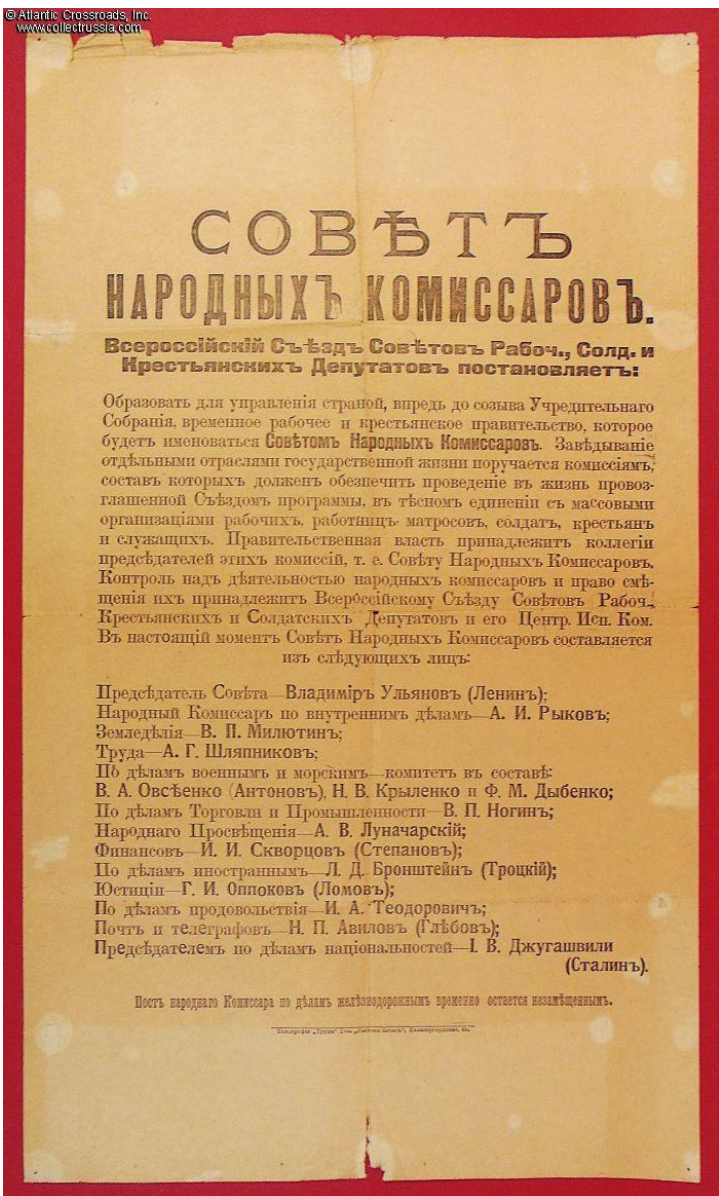 © Atlantic Crossroads, Inc.
www.collectrussia.com
СОВѢТЪ
НАРОДНЫХЪ КОМИССАРОВЪ.
Всероссійскій Съѣздъ Совѣтовъ Рабоч., Солд. и
Крестьянскихъ Депутатовъ постановляетъ:
Образовать для управленія страной, впредь до созыва Учредительнаго
Собранія, временное рабочее и крестьянское правительство, которое
будетъ именоваться Совѣтомъ Народныхъ Комиссаровъ. Завѣдываніе
отдѣльными отраслями государственной жизни поручается комиссіямъ,
составъ которыхъ долженъ обезпечить проведеніе въ жизнь провоз-
глашенной Съѣздомъ программы, въ тѣсномъ единеніи съ массовыми
организаціями рабочихъ, работницъ матросовъ, солдатъ, крестьянъ
и служащихъ. Правительственная власть принадлежитъ коллегіи
предсѣдателей этихъ комиссій, т. е. Совѣту Народныхъ Комиссаровъ.
Контроль надъ дѣятельностью народныхъ комиссаровъ и право смѣ-
щенія ихъ принадлежитъ Всероссійскому Съѣзду Совѣтовъ Рабоч.,
Крестьянскихъ и Солдатскихъ Депутатовъ и его Центр. Исп. Ком.
Въ настоящій моментъ Совѣтъ Народныхъ Комиссаровъ составляется
изъ слѣдующихъ лицъ:
Предсѣдатель Совѣта—Владиміръ Ульяновъ (Ленинъ);
Народный Комиссаръ по внутреннимъ дѣламъ—А. И. Рыковъ;
Земледѣлія—В. П. Милютинъ;
Труда—А. Г. Шляпниковъ;
По дѣламъ военнымъ и морскимъ—комитетъ въ составѣ:
В. А. Овсѣенко (Антоновъ), Н. В. Крыленко и Ф. М. Дыбенко;
По дѣламъ Торговли и Промышленности—В. П. Ногинъ;
Народнаго Просвѣщенія—А. В. Луначарскій;
Финансовъ—И. И. Скворцовъ (Степановъ);
По дѣламъ иностраннымъ—Л. Д. Бронштейнъ (Троцкій);
Юстиціи—Г. И. Оппоковъ (Ломовъ);
По дѣламъ продовольствія—И. А. Теодоровичъ;
Почтъ и телеграфовъ—Н. П. Авиловъ (Глѣбовъ);
Предсѣдателемъ по дѣламъ національностей—І. В. Джугашвили
(Сталинъ).
Постъ народнаго Комиссара по дѣламъ желѣзнодорожнымъ временно остается незамѣщеннымъ.